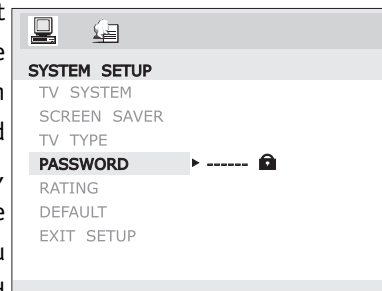 SYSTEM SETUP
TV SYSTEM
SCREEN SAVER
TV TYPE
PASSWORD ------
RATING
DEFAULT
EXIT SETUP